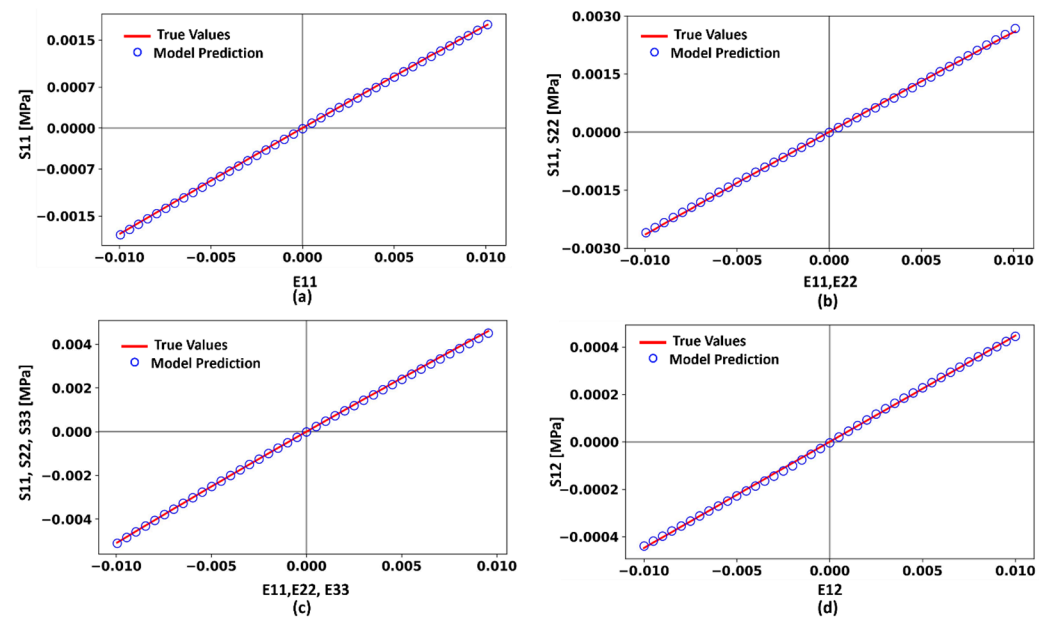 0.0015
0.0007
0.0000
−0.0007
−0.0015
S11 [MPa]
True Values
Model Prediction
−0.010
−0.005
0.000
0.005
0.010
E11
(a)
0.0030
0.0015
0.0000
−0.0015
−0.0030
S11, S22 [MPa]
True Values
Model Prediction
−0.010
−0.005
0.000
0.005
0.010
E11,E22
(b)
0.004
0.002
0.000
−0.002
−0.004
S11, S22, S33 [MPa]
True Values
Model Prediction
−0.010
−0.005
0.000
0.005
0.010
E11,E22, E33
(c)
0.0004
0.0002
0.0000
−0.0002
−0.0004
S12 [MPa]
True Values
Model Prediction
−0.010
−0.005
0.000
0.005
0.010
E12
(d)